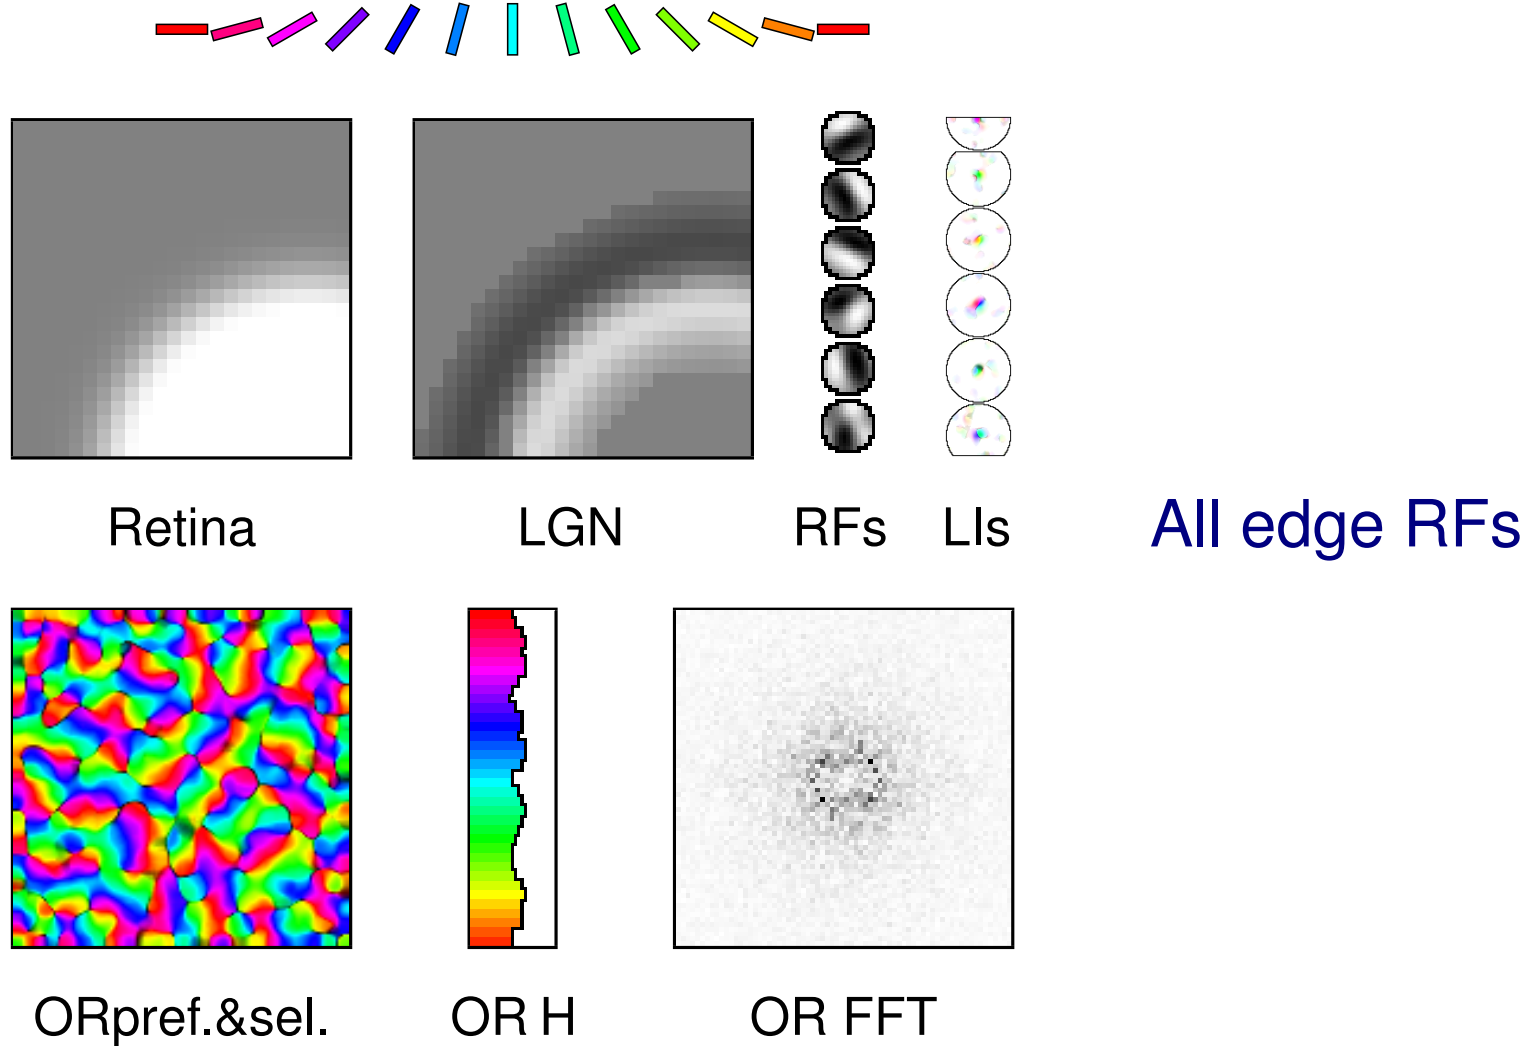 Retina LGN RFs LIs All edge RFs
ORpref.&sel. OR H OR FFT